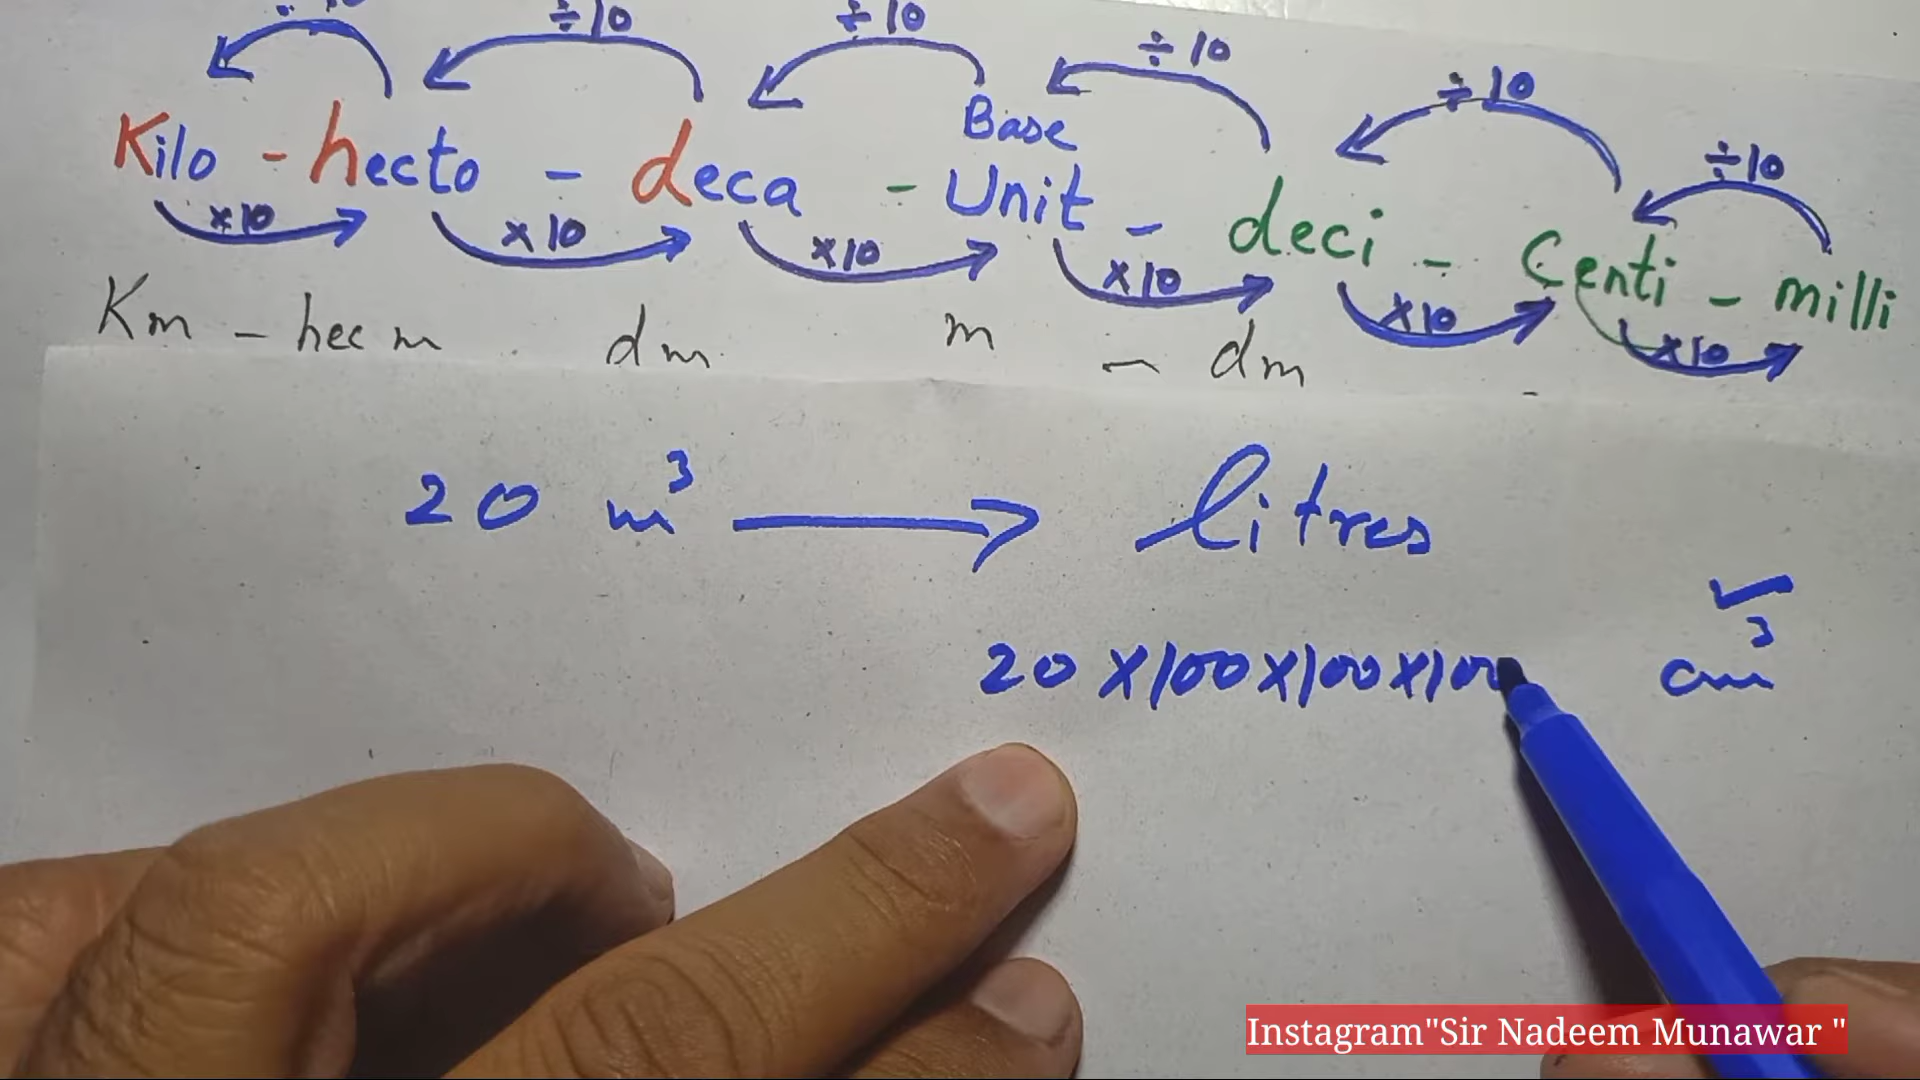 ÷10 ÷10 ÷10 ÷10 ÷10
Kilo - hecto - deca - Base Unit - deci - Centi - milli
×10 ×10 ×10 ×10 ×10 ×10
Km - hec m dm m - dm
20 m³ → litres
20 ×100×100×100 cm³
Instagram"Sir Nadeem Munawar "